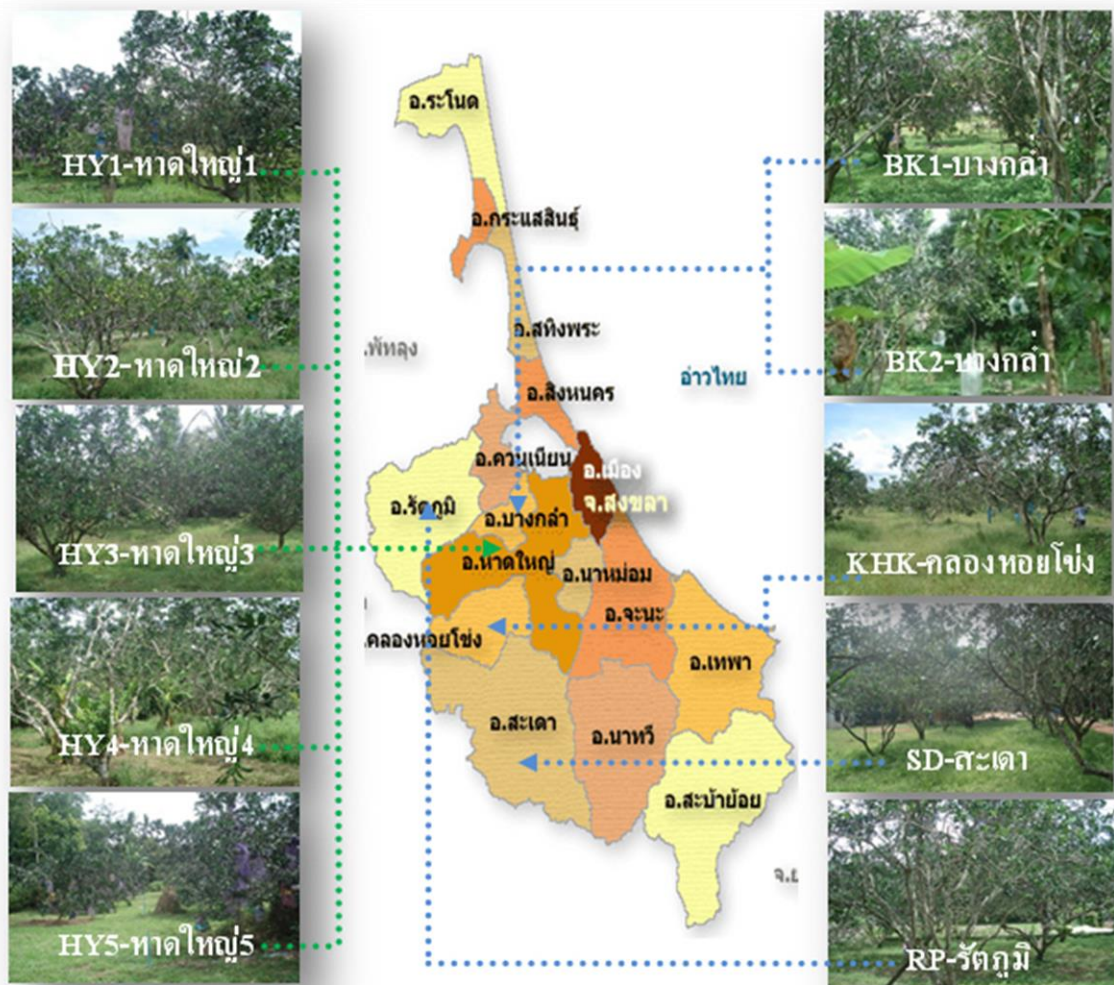 HY1-หาดใหญ่1
HY2-หาดใหญ่2
HY3-หาดใหญ่3
HY4-หาดใหญ่4
HY5-หาดใหญ่5
อ.ระโนด
อ.กระแสสินธุ์
อ.สทิงพระ
.พัทลุง
อ่าวไทย
อ.สิงหนคร
อ.ควนเนียน
อ.เมือง
จ.สงขลา
อ.รัตภูมิ
อ.บางกล่ำ
อ.หาดใหญ่
อ.นาหม่อม
อ.จะนะ
.คลองหอยโข่ง
อ.เทพา
อ.สะเดา
อ.นาทวี
อ.สะบ้าย้อย
BK1-บางกล่ำ
BK2-บางกล่ำ
KHK-คลองหอยโข่ง
SD-สะเดา
RP-รัตภูมิ